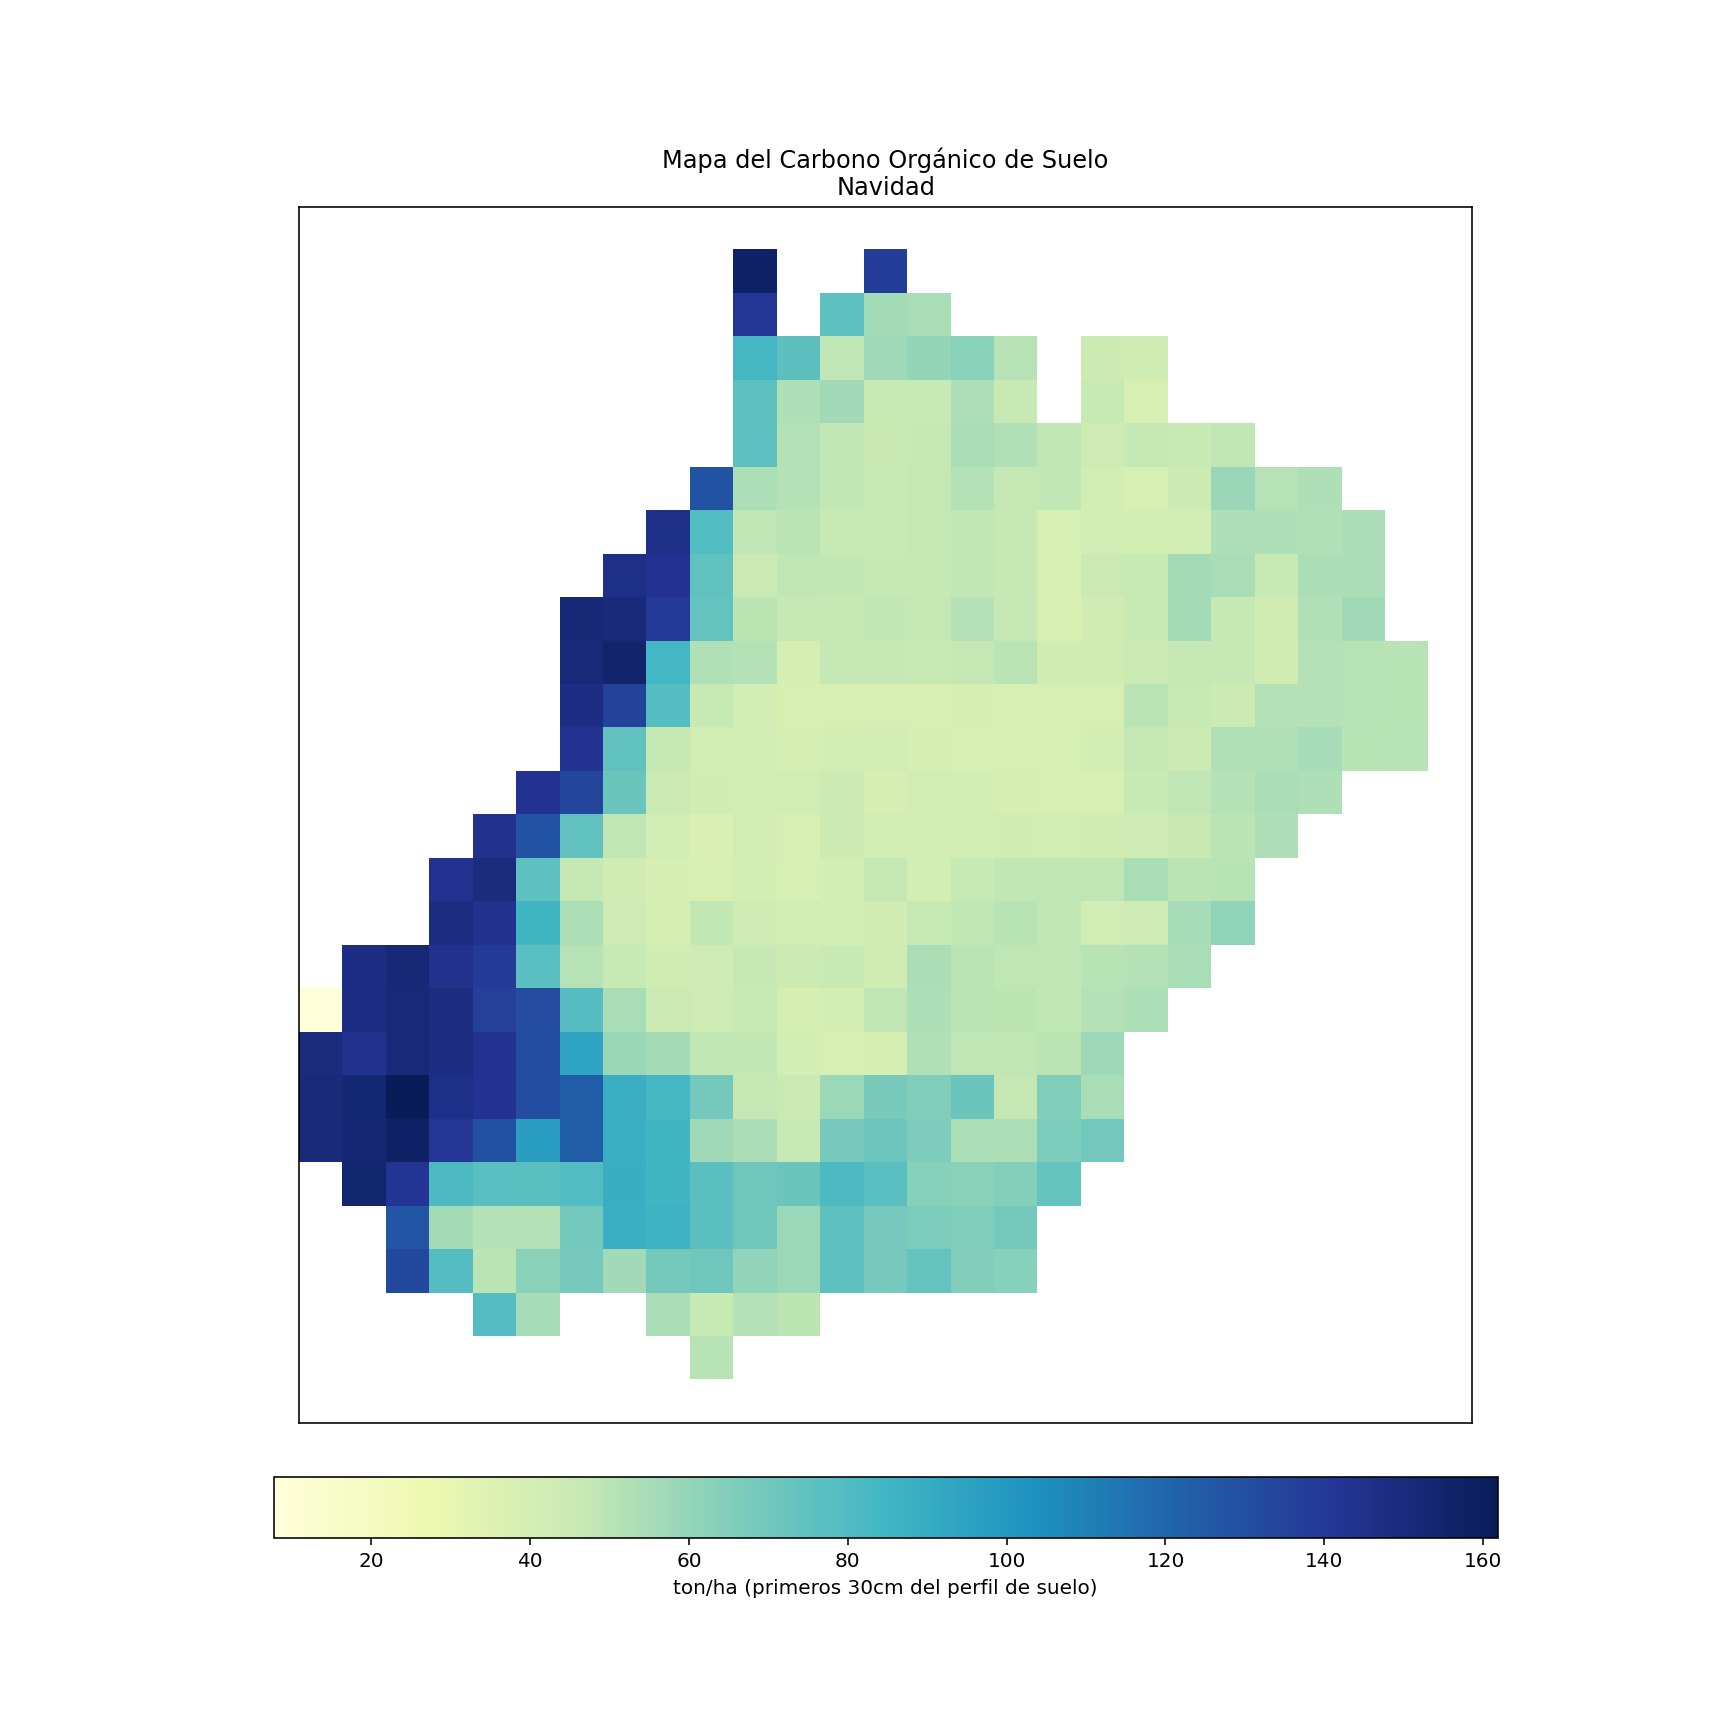 Mapa del Carbono Orgánico de Suelo
Navidad
20 40 60 80 100 120 140 160
ton/ha (primeros 30cm del perfil de suelo)